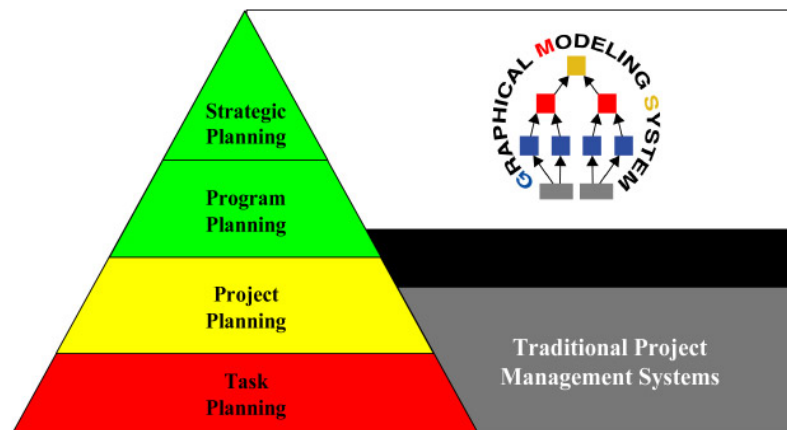 Strategic
Planning
Program
Planning
Project
Planning
Task
Planning
GRAPHICAL MODELING SYSTEM
Traditional Project
Management Systems